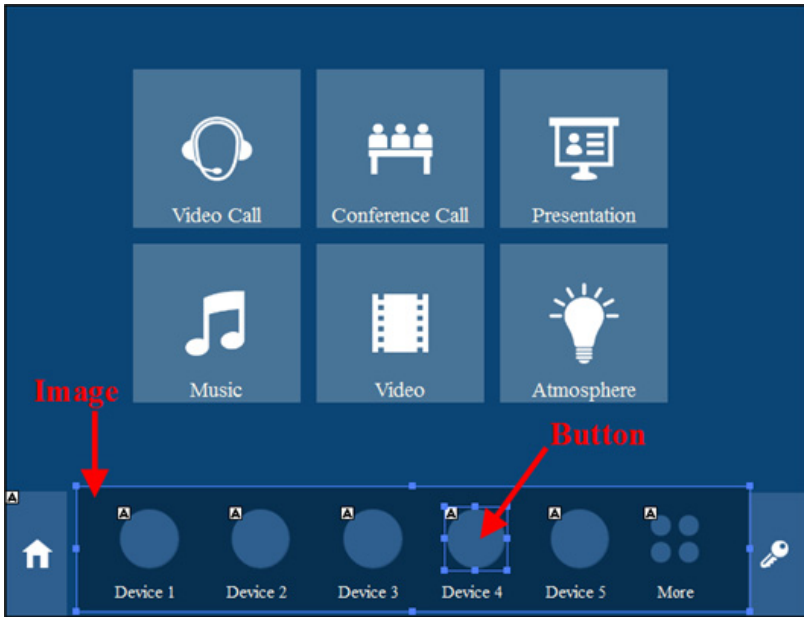 Video Call
Conference Call
Presentation
Music
Video
Atmosphere
Image
Button
A
A
A
A
A
A
A
Device 1
Device 2
Device 3
Device 4
Device 5
More